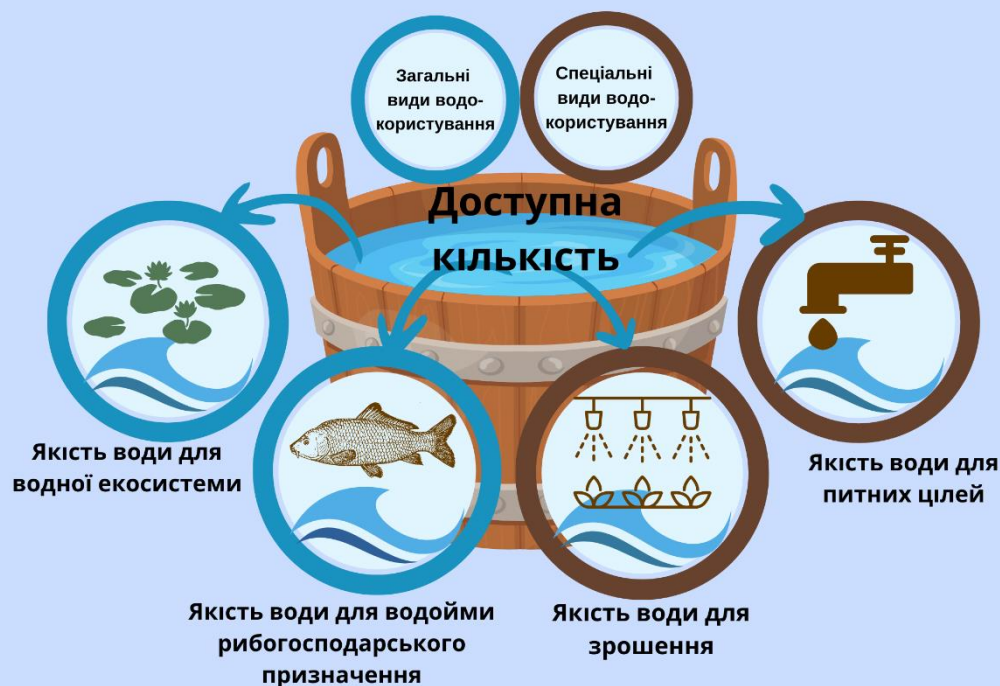 Загальні
види водо-
користування
Спеціальні
види водо-
користування
Доступна
кількість
Якість води для
водної екосистеми
Якість води для водойми
рибогосподарського
призначення
Якість води для
зрошення
Якість води для
питних цілей